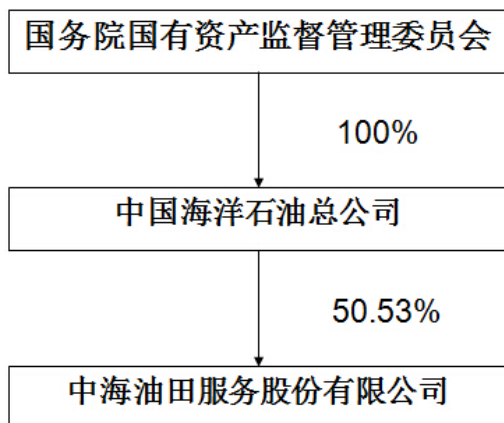 国务院国有资产监督管理委员会
100%
中国海洋石油总公司
50.53%
中海油田服务股份有限公司